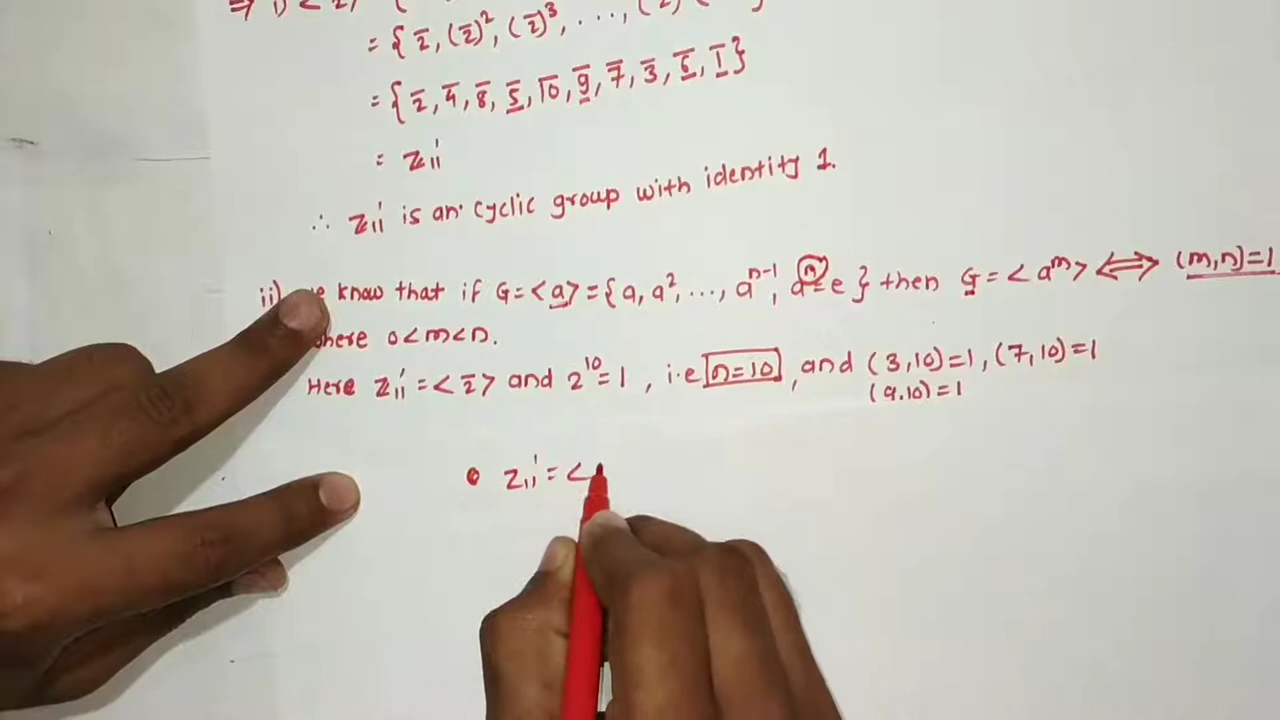 = { 2̅, (2̅)², (2̅)³, ...,
= { 2̅, 4̅, 8̅, 5̅, 1̅0̅, 9̅, 7̅, 3̅, 6̅, 1̅ }
= Z₁₁'
∴ Z₁₁' is an cyclic group with identity 1.
ii) know that if G = <a> = {a, a², ..., aⁿ⁻¹, aⁿ = e } then G = < aᵐ > ⟺ (m,n)=1
where 0<m<n.
Here Z₁₁' = < 2̅ > and 2¹⁰ = 1 , i.e n=10 , and (3,10)=1, (7,10)=1
(9.10)=1
• Z₁₁' = <